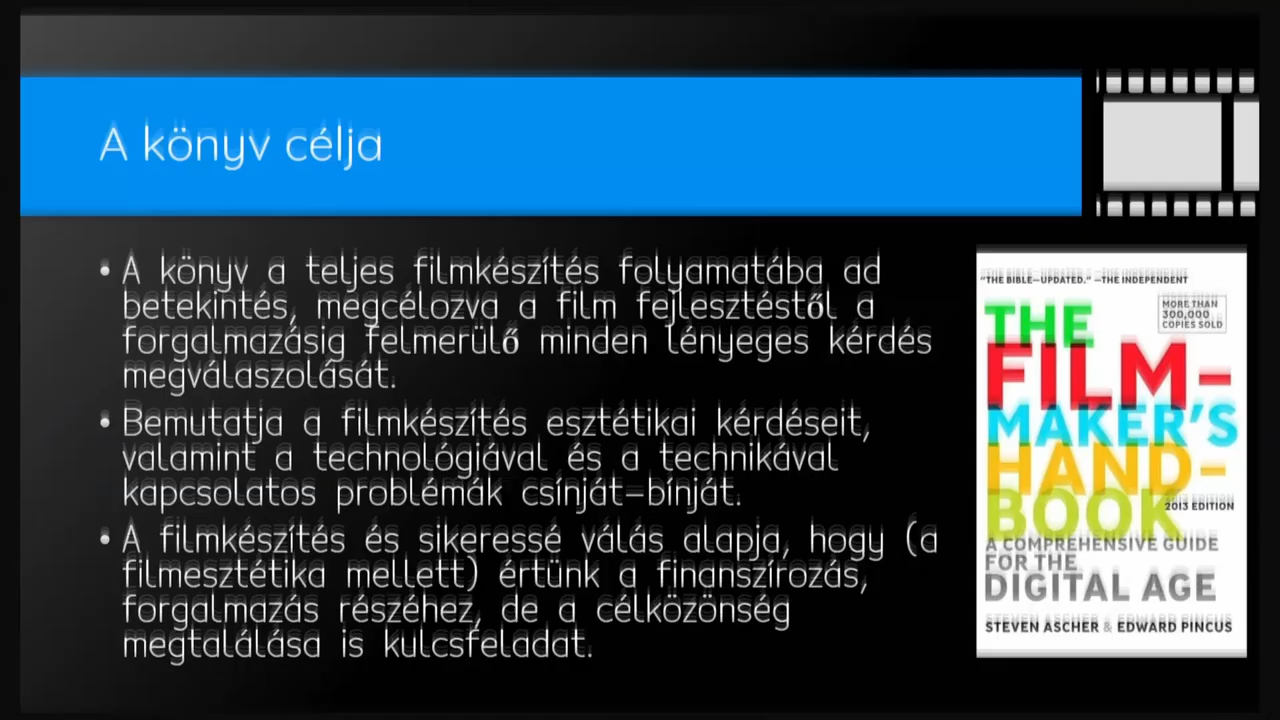 A könyv célja
• A könyv a teljes filmkészítés folyamatába ad
betekintés, megcélozva a film fejlesztéstől a
forgalmazásig felmerülő minden lényeges kérdés
megválaszolását.
• Bemutatja a filmkészítés esztétikai kérdéseit,
valamint a technológiával és a technikával
kapcsolatos problémák csínját-bínját.
• A filmkészítés és sikeressé válás alapja, hogy (a
filmesztétika mellett) értünk a finanszírozás,
forgalmazás részéhez, de a célközönség
megtalálása is kulcsfeladat.
"THE BIBLE—UPDATED." —THE INDEPENDENT
MORE THAN
300,000
COPIES SOLD
THE
FILM-
MAKER'S
HAND-
BOOK
2013 EDITION
A COMPREHENSIVE GUIDE
FOR THE
DIGITAL AGE
STEVEN ASCHER & EDWARD PINCUS